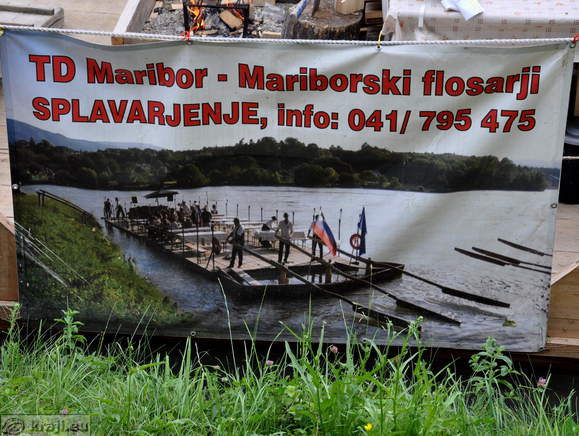 TD Maribor - Mariborski flosarji
SPLAVARJENJE, info: 041/ 795 475
© kraji.eu